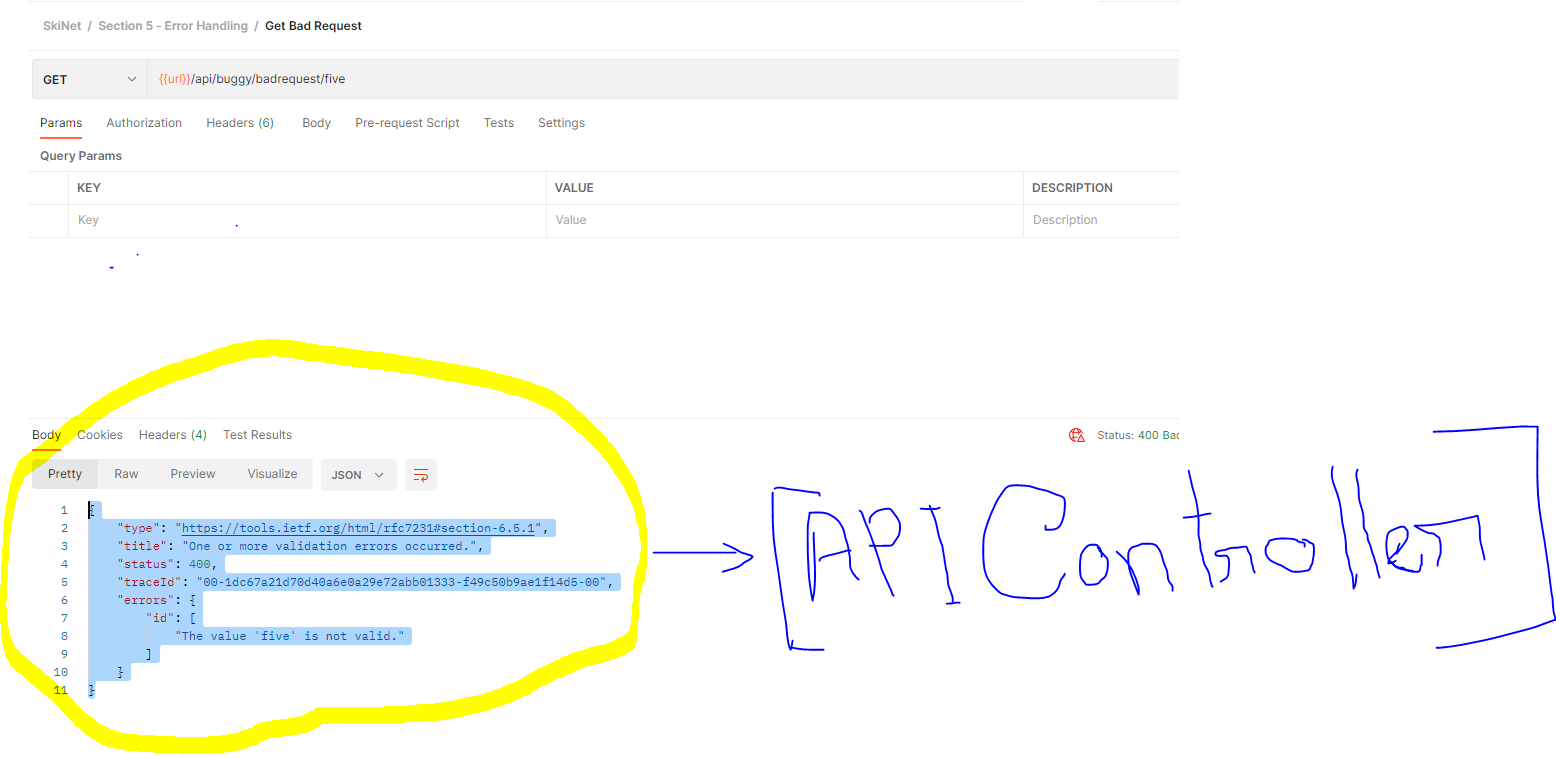 SkiNet / Section 5 - Error Handling / Get Bad Request
GET {{url}}/api/buggy/badrequest/five
Params Authorization Headers (6) Body Pre-request Script Tests Settings
Query Params
KEY VALUE DESCRIPTION
Key Value Description
Body Cookies Headers (4) Test Results Status: 400 Bad
Pretty Raw Preview Visualize JSON
1 {
2 "type": "https://tools.ietf.org/html/rfc7231#section-6.5.1",
3 "title": "One or more validation errors occurred.",
4 "status": 400,
5 "traceId": "00-1dc67a21d70d40a6e0a29e72abb01333-f49c50b9ae1f14d5-00",
6 "errors": {
7 "id": [
8 "The value 'five' is not valid."
9 ]
10 }
11 }
[API Controller]